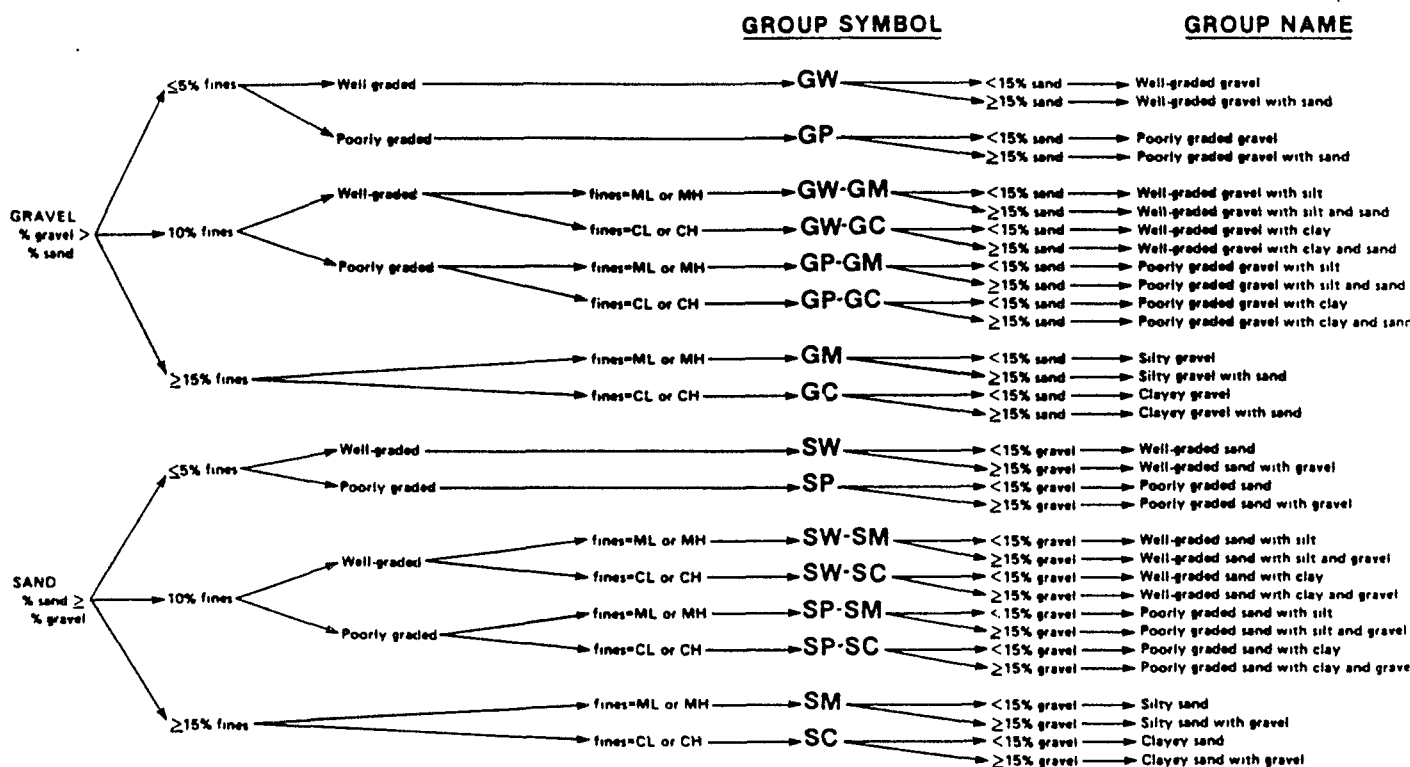 GROUP SYMBOL GROUP NAME
≤5% fines Well graded GW <15% sand Well-graded gravel
≥15% sand Well-graded gravel with sand
Poorly graded GP <15% sand Poorly graded gravel
≥15% sand Poorly graded gravel with sand
GRAVEL
% gravel >
% sand
10% fines Well-graded fines=ML or MH GW-GM <15% sand Well-graded gravel with silt
≥15% sand Well-graded gravel with silt and sand
fines=CL or CH GW-GC <15% sand Well-graded gravel with clay
≥15% sand Well-graded gravel with clay and sand
Poorly graded fines=ML or MH GP-GM <15% sand Poorly graded gravel with silt
≥15% sand Poorly graded gravel with silt and sand
fines=CL or CH GP-GC <15% sand Poorly graded gravel with clay
≥15% sand Poorly graded gravel with clay and sand
≥15% fines fines=ML or MH GM <15% sand Silty gravel
≥15% sand Silty gravel with sand
fines=CL or CH GC <15% sand Clayey gravel
≥15% sand Clayey gravel with sand
≤5% fines Well-graded SW <15% gravel Well-graded sand
≥15% gravel Well-graded sand with gravel
Poorly graded SP <15% gravel Poorly graded sand
≥15% gravel Poorly graded sand with gravel
SAND
% sand ≥
% gravel
10% fines Well-graded fines=ML or MH SW-SM <15% gravel Well-graded sand with silt
≥15% gravel Well-graded sand with silt and gravel
fines=CL or CH SW-SC <15% gravel Well-graded sand with clay
≥15% gravel Well-graded sand with clay and gravel
Poorly graded fines=ML or MH SP-SM <15% gravel Poorly graded sand with silt
≥15% gravel Poorly graded sand with silt and gravel
fines=CL or CH SP-SC <15% gravel Poorly graded sand with clay
≥15% gravel Poorly graded sand with clay and grave
≥15% fines fines=ML or MH SM <15% gravel Silty sand
≥15% gravel Silty sand with gravel
fines=CL or CH SC <15% gravel Clayey sand
≥15% gravel Clayey sand with gravel